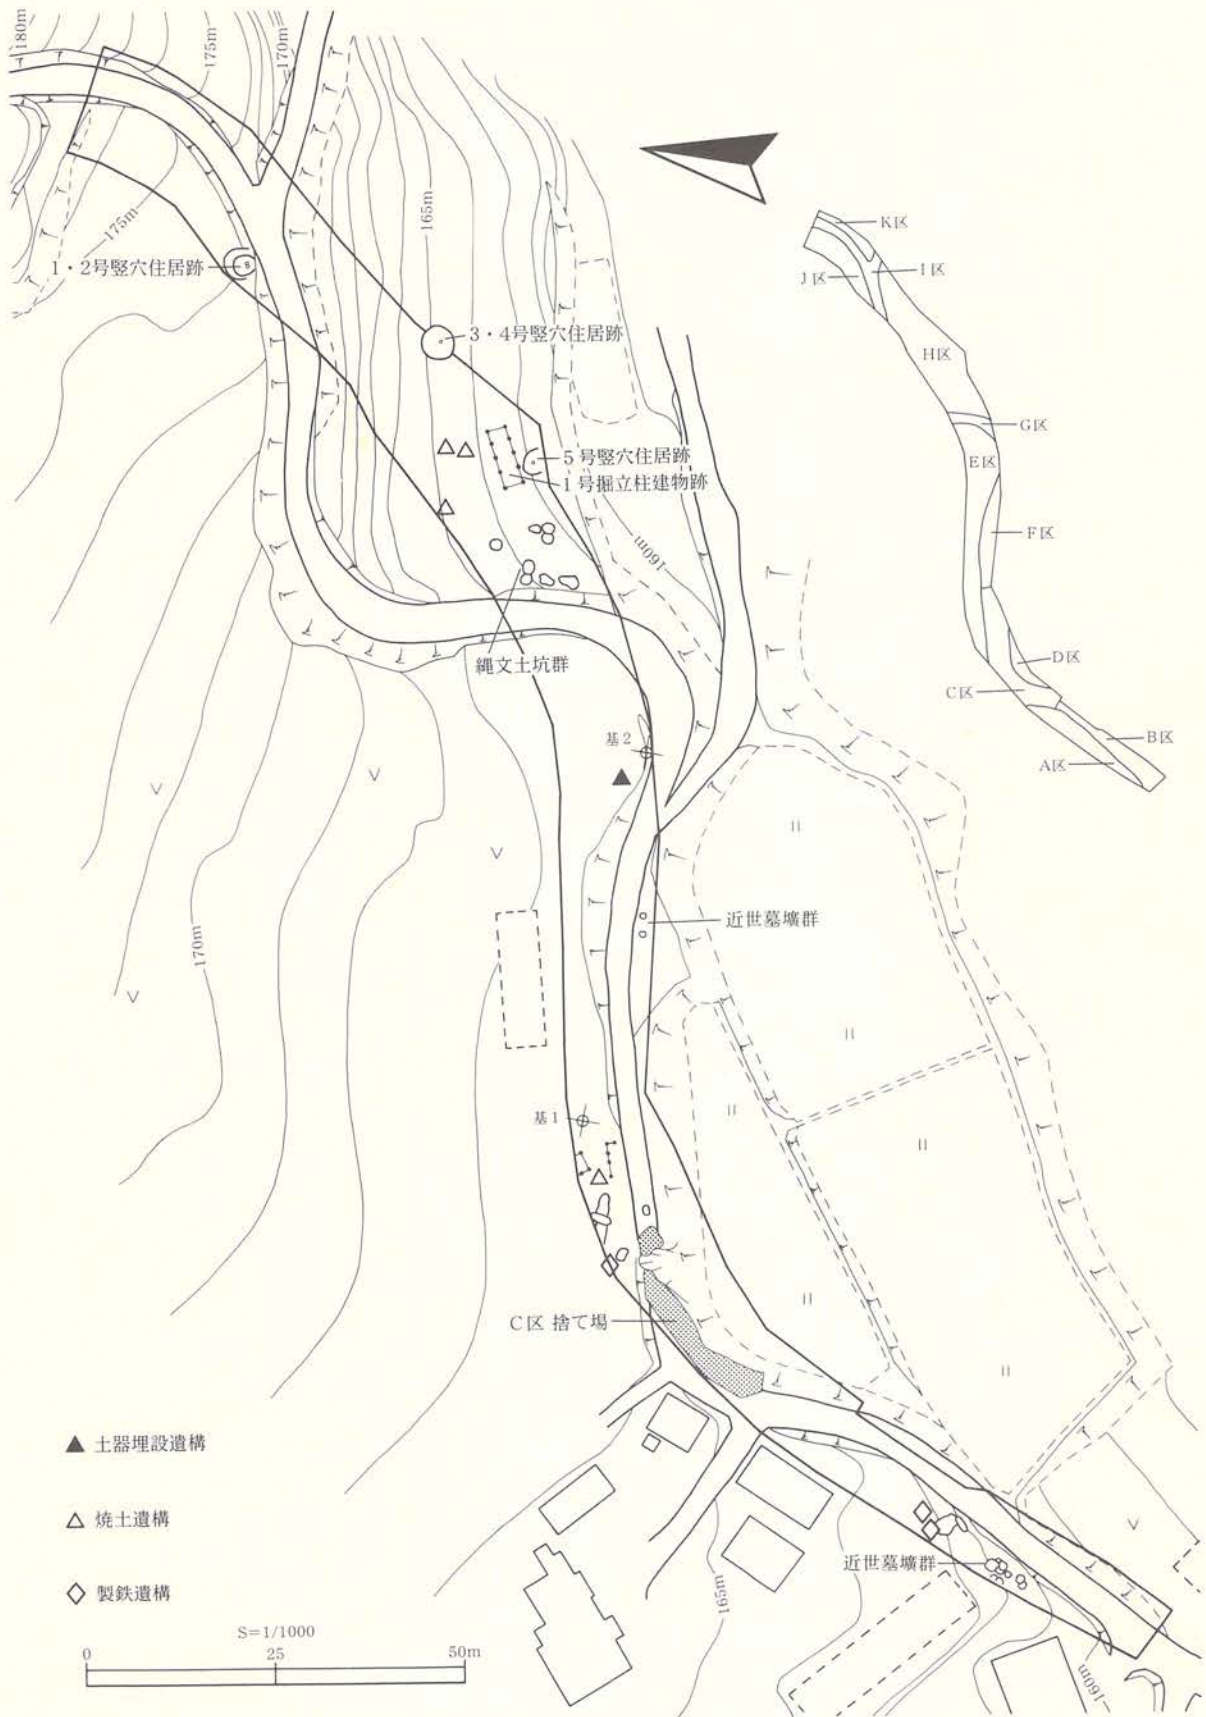 180m
175m
170m
165m
175m
K区
J区
I区
H区
G区
E区
F区
D区
C区
B区
A区
1・2号竪穴住居跡
3・4号竪穴住居跡
5号竪穴住居跡
1号掘立柱建物跡
160m
縄文土坑群
基2
近世墓壙群
170m
基1
C区 捨て場
▲ 土器埋設遺構
△ 焼土遺構
◇ 製鉄遺構
近世墓壙群
165m
160m
S=1/1000
0 25 50m